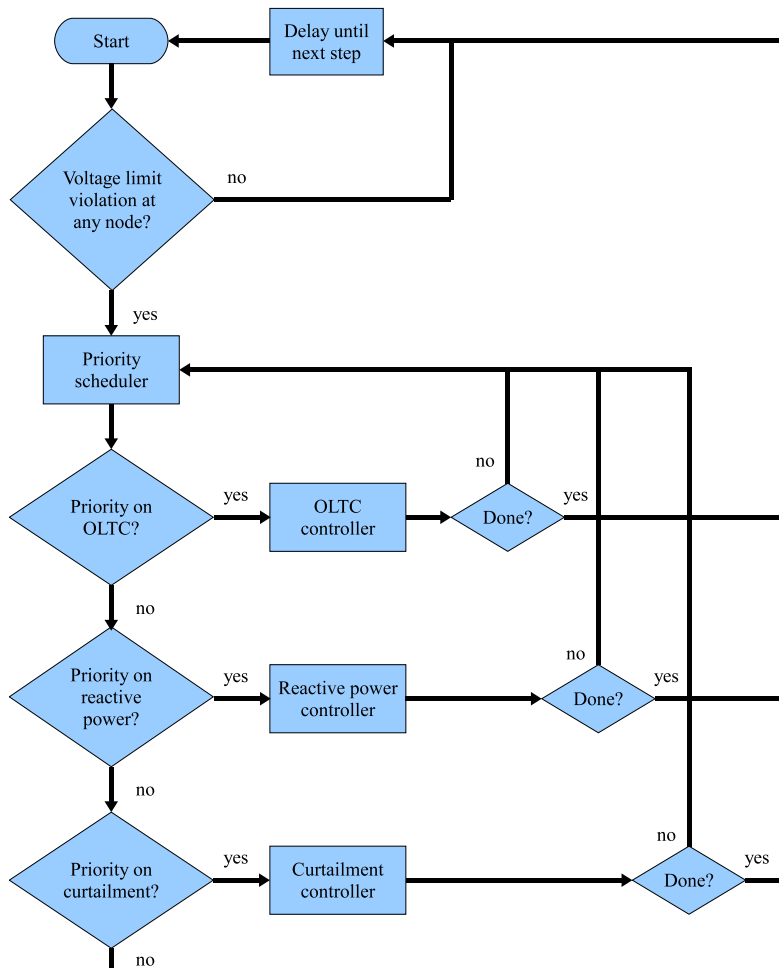 Start
Delay until
next step
Voltage limit
violation at
any node?
no
yes
Priority
scheduler
Priority on
OLTC?
yes
OLTC
controller
Done?
no
yes
no
Priority on
reactive
power?
yes
Reactive power
controller
Done?
no
yes
no
Priority on
curtailment?
yes
Curtailment
controller
Done?
no
yes
no